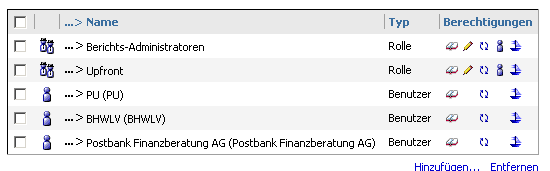 ...> Name Typ Berechtigungen
...> Berichts-Administratoren Rolle
...> Upfront Rolle
...> PU (PU) Benutzer
...> BHWLV (BHWLV) Benutzer
...> Postbank Finanzberatung AG (Postbank Finanzberatung AG) Benutzer
Hinzufügen... Entfernen